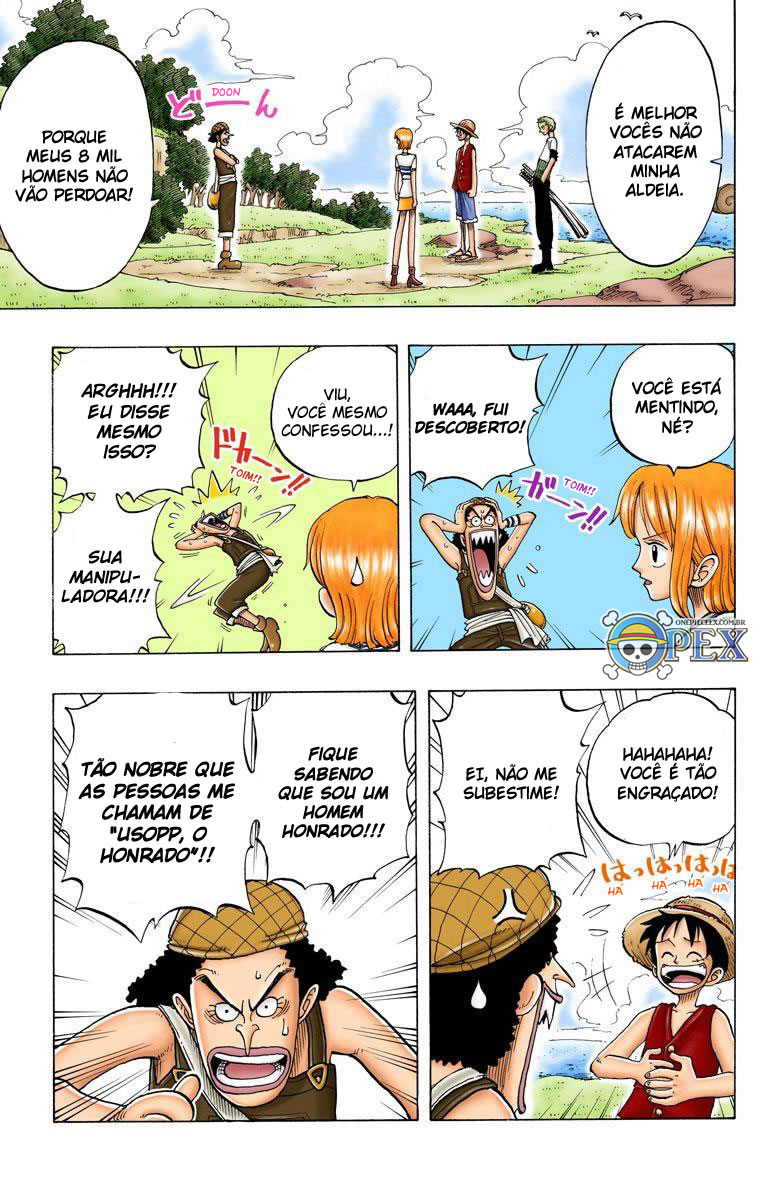 É MELHOR
VOCÊS NÃO
ATACAREM
MINHA
ALDEIA.
どーん
DOON
PORQUE
MEUS 8 MIL
HOMENS NÃO
VÃO PERDOAR!
VOCÊ ESTÁ
MENTINDO,
NÉ?
WAAA, FUI
DESCOBERTO!
ガーン!!
TOIM!!
VIU,
VOCÊ MESMO
CONFESSOU...!
ARGHHH!!!
EU DISSE
MESMO
ISSO?
ドカーン!!
TOIM!!
SUA
MANIPU-
LADORA!!!
ONEPIECEEX.COM.BR
OPEX
HAHAHAHA!
VOCÊ É TÃO
ENGRAÇADO!
EI, NÃO ME
SUBESTIME!
はっはっはっは
HÁ HÁ HÁ HÁ
FIQUE
SABENDO
QUE SOU UM
HOMEM
HONRADO!!!
TÃO NOBRE QUE
AS PESSOAS ME
CHAMAM DE
"USOPP, O
HONRADO"!!